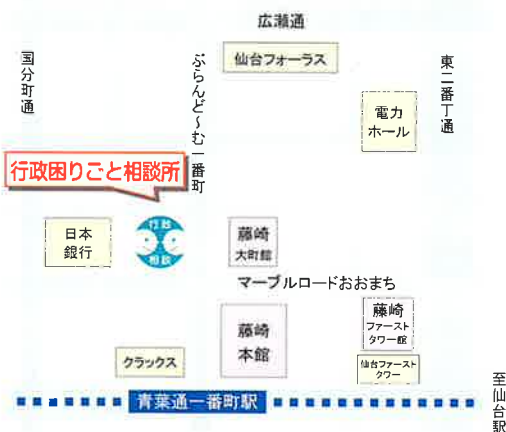 広瀬通
国分町通
ぶらんど～む一番町
仙台フォーラス
東二番丁通
電力
ホール
行政困りごと相談所
日本
銀行
行政
相談
藤崎
大町館
マーブルロードおおまち
藤崎
本館
藤崎
ファースト
タワー館
クラックス
仙台ファースト
タワー
青葉通一番町駅
至仙台駅